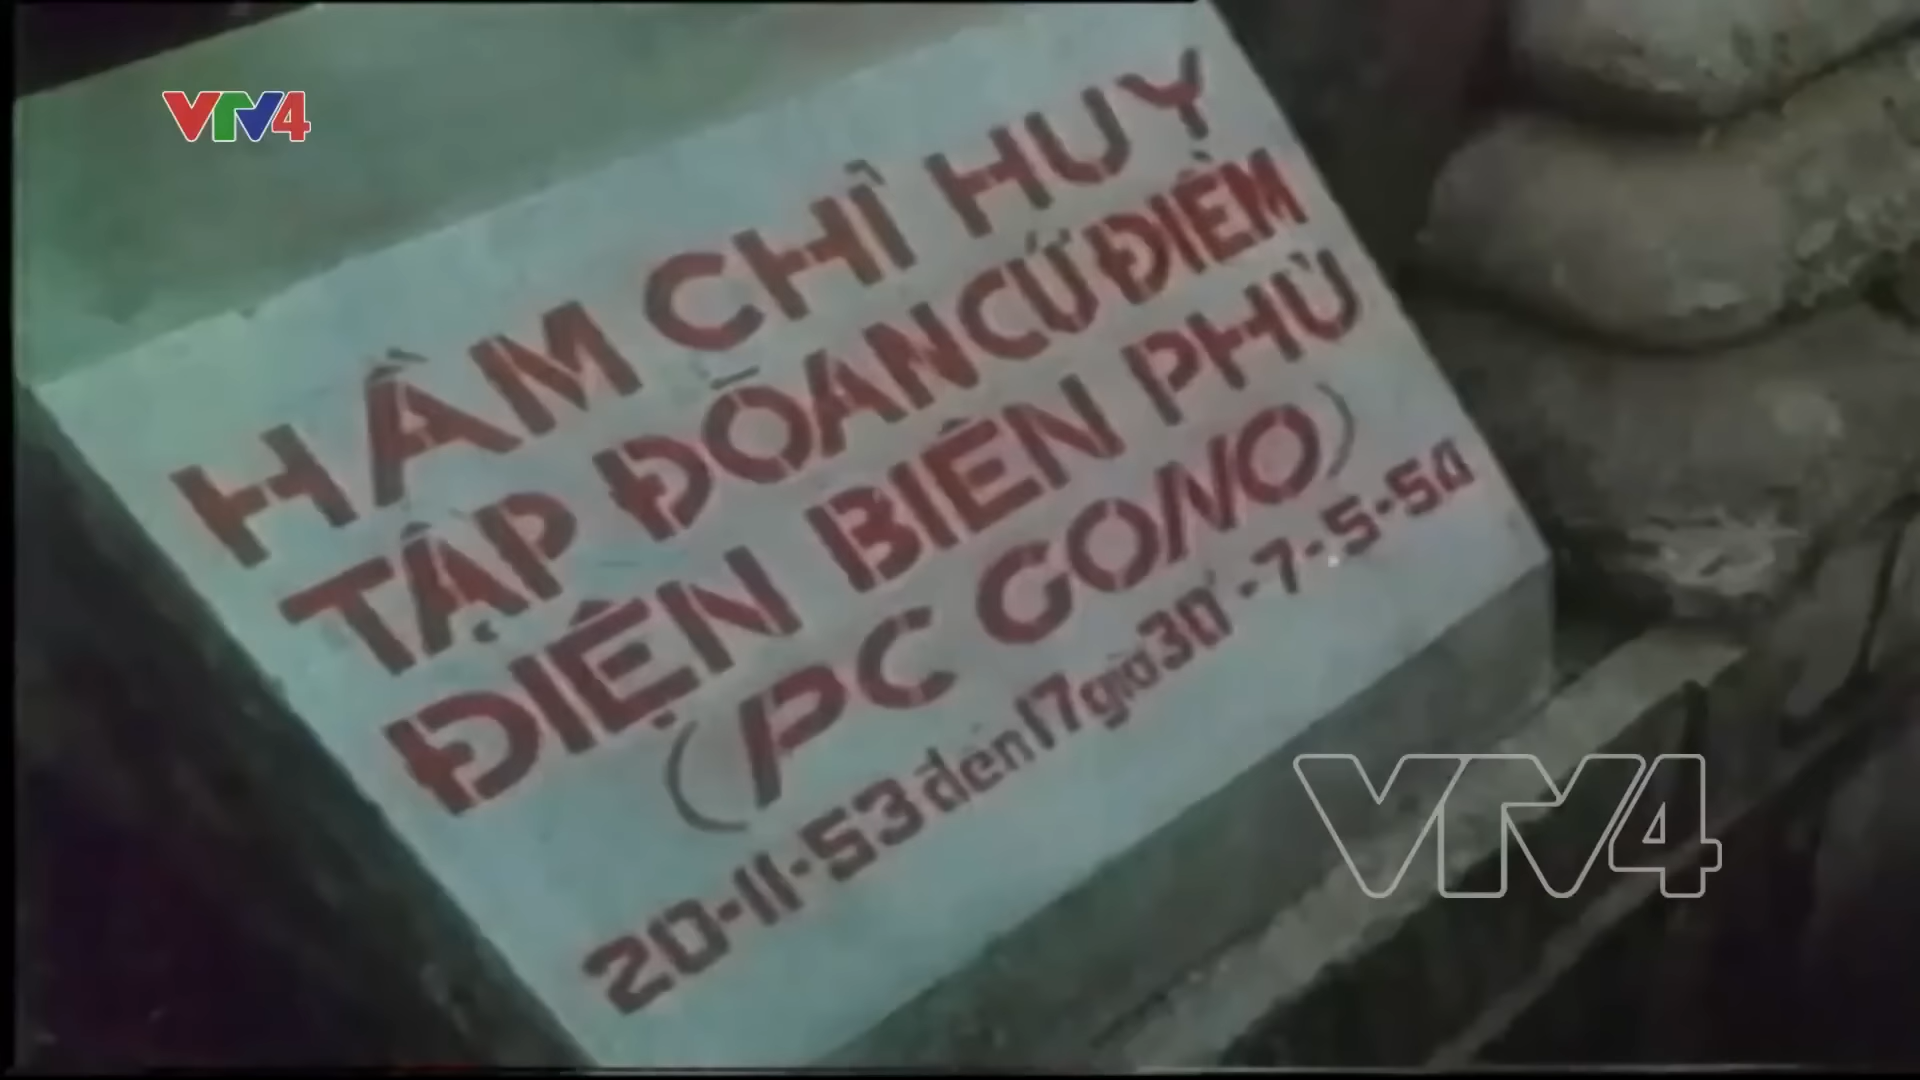 VTV4
HẦM CHỈ HUY
TẬP ĐÒAN CỨ ĐIỂM
ĐIỆN BIÊN PHỦ
(PC GONO)
20-11-53 đến 17 giờ 30' - 7-5-54
VTV4